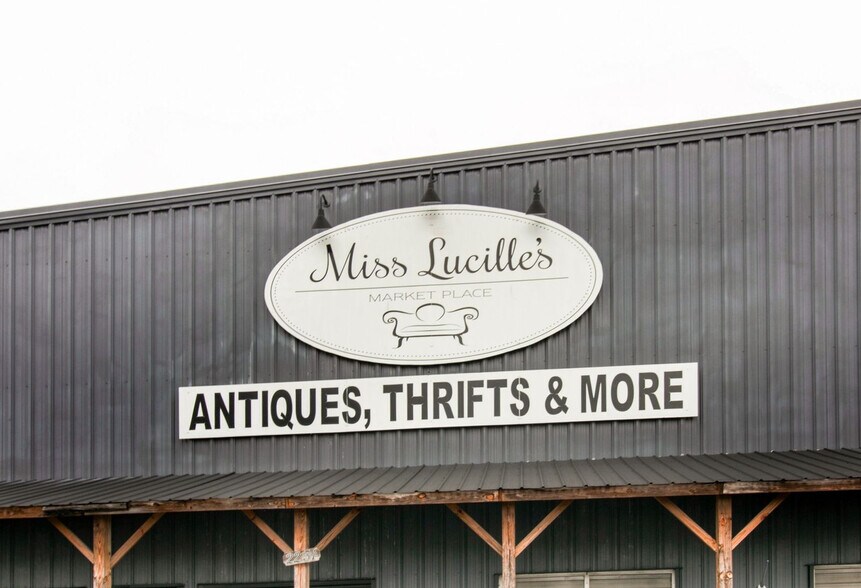 Miss Lucille's
MARKET PLACE
ANTIQUES, THRIFTS & MORE